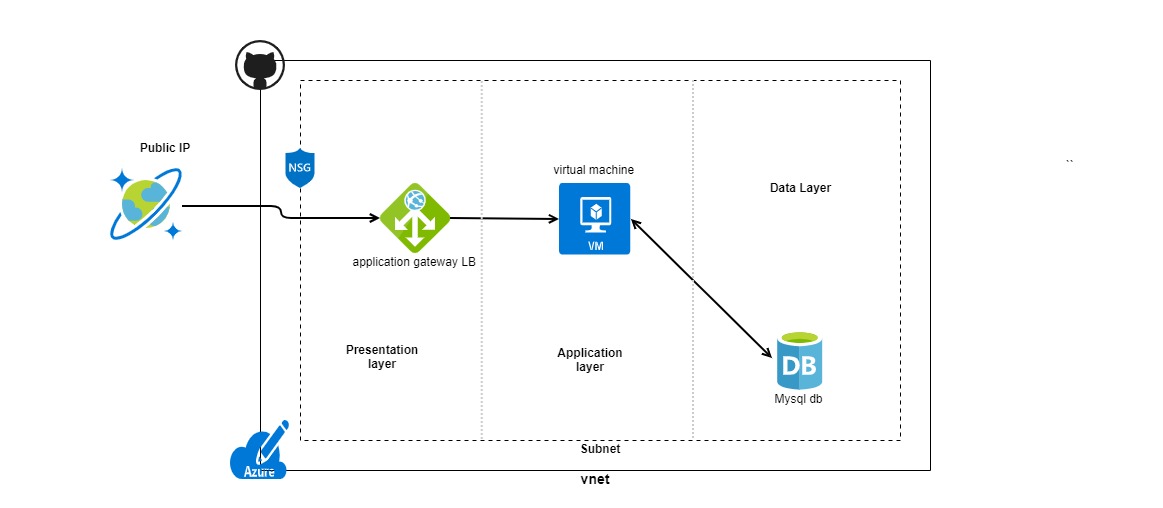 Public IP
NSG
virtual machine
VM
application gateway LB
Data Layer
``
Presentation
layer
Application
layer
DB
Mysql db
Subnet
Azure
vnet